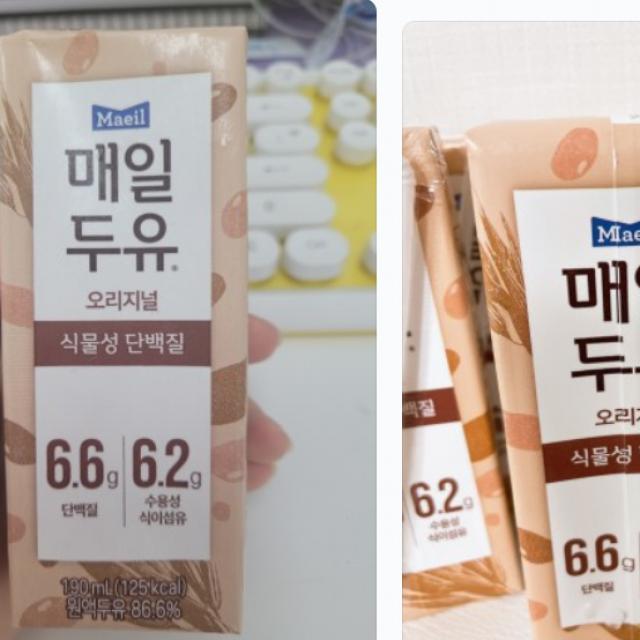 Maeil
매일
두유
오리지널
식물성 단백질
6.6g 6.2g
단백질 수용성
식이섬유
190mL(125kcal)
원액두유 86.6%
백질
6.2g
수용성
식이섬유
Mae
매일
두
오리지
식물성
6.6g
단백질